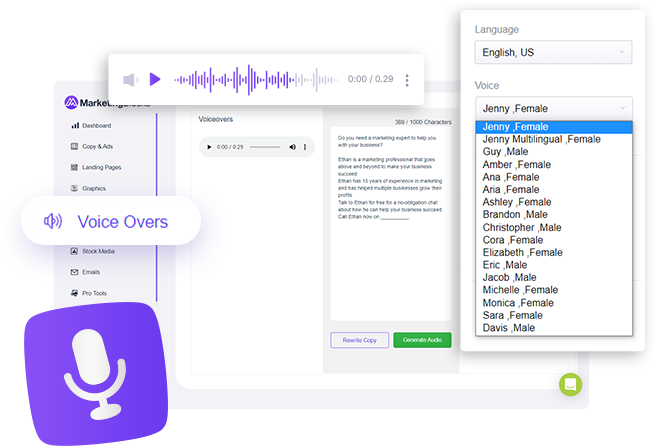 Language
English, US
Voice
Jenny ,Female
Jenny ,Female
Jenny Multilingual ,Female
Guy ,Male
Amber ,Female
Ana ,Female
Aria ,Female
Ashley ,Female
Brandon ,Male
Christopher ,Male
Cora ,Female
Elizabeth ,Female
Eric ,Male
Jacob ,Male
Michelle ,Female
Monica ,Female
Sara ,Female
Davis ,Male
0:00 / 0.29
Dashboard
Copy & Ads
Landing Pages
Graphics
Voice Overs
Stock Media
Emails
Pro Tools
Voiceovers
0:00 / 0:29
369 / 1000 Characters
Do you need a marketing expert to help you
with your business?
Ethan is a marketing professional that goes
above and beyond to make your business
succeed
Ethan has 10 years of experience in marketing
and has helped multiple businesses grow their
profits
Talk to Ethan for free for a no-obligation chat
about how he can help your business succeed
Call Ethan now on __________.
Rewrite Copy
Generate Audio